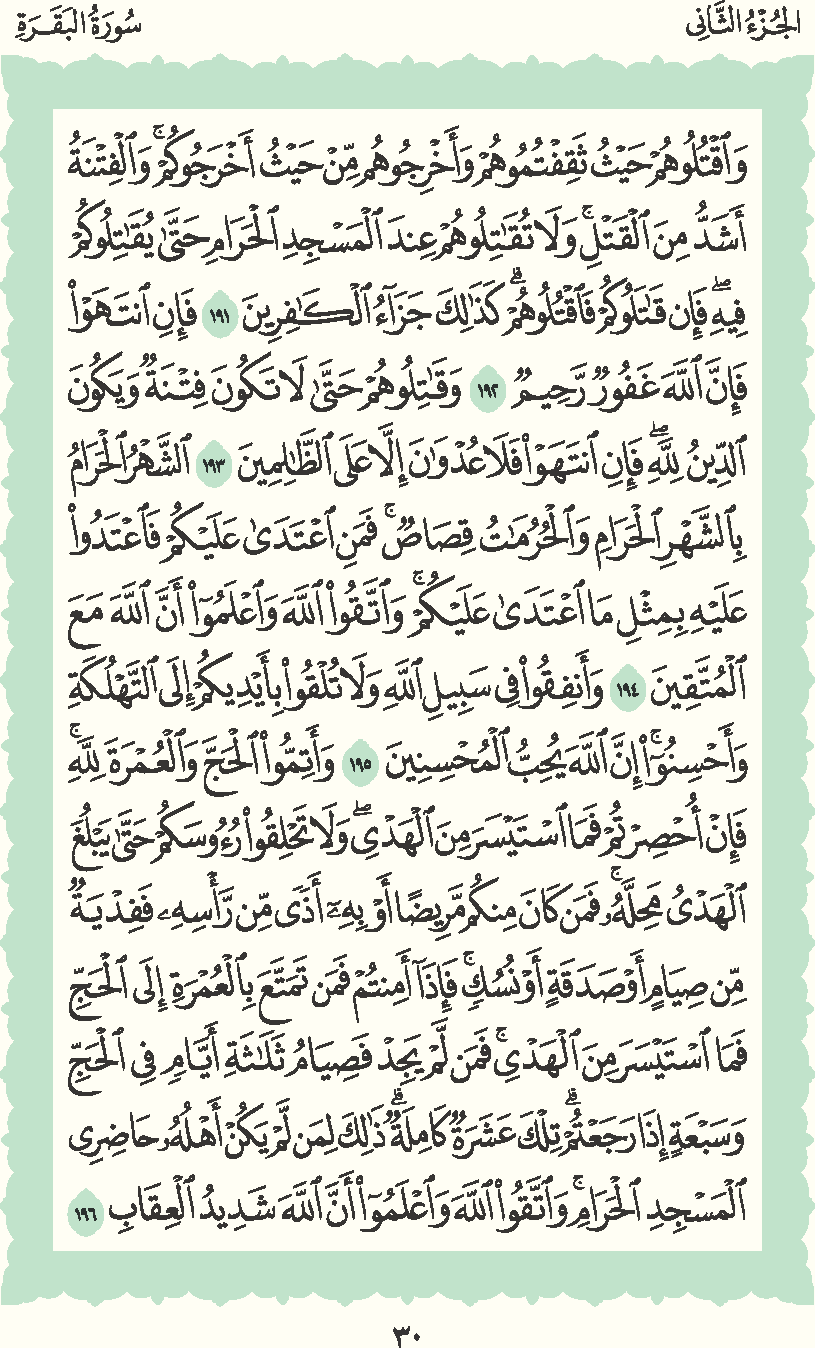 الجُزْءُ الثَّانِي
سُورَةُ البَقَرَةِ
وَٱقْتُلُوهُمْ حَيْثُ ثَقِفْتُمُوهُمْ وَأَخْرِجُوهُم مِّنْ حَيْثُ أَخْرَجُوكُمْ ۚ وَٱلْفِتْنَةُ
أَشَدُّ مِنَ ٱلْقَتْلِ ۚ وَلَا تُقَـٰتِلُوهُمْ عِندَ ٱلْمَسْجِدِ ٱلْحَرَامِ حَتَّىٰ يُقَـٰتِلُوكُمْ
فِيهِ ۖ فَإِن قَـٰتَلُوكُمْ فَٱقْتُلُوهُمْ ۗ كَذَٰلِكَ جَزَآءُ ٱلْكَـٰفِرِينَ ١٩١ فَإِنِ ٱنتَهَوْا۟
فَإِنَّ ٱللَّهَ غَفُورٌ رَّحِيمٌ ١٩٢ وَقَـٰتِلُوهُمْ حَتَّىٰ لَا تَكُونَ فِتْنَةٌ وَيَكُونَ
ٱلدِّينُ لِلَّهِ ۖ فَإِنِ ٱنتَهَوْا۟ فَلَا عُدْوَٰنَ إِلَّا عَلَى ٱلظَّـٰلِمِينَ ١٩٣ ٱلشَّهْرُ ٱلْحَرَامُ
بِٱلشَّهْرِ ٱلْحَرَامِ وَٱلْحُرُمَـٰتُ قِصَاصٌ ۚ فَمَنِ ٱعْتَدَىٰ عَلَيْكُمْ فَٱعْتَدُوا۟
عَلَيْهِ بِمِثْلِ مَا ٱعْتَدَىٰ عَلَيْكُمْ ۚ وَٱتَّقُوا۟ ٱللَّهَ وَٱعْلَمُوٓا۟ أَنَّ ٱللَّهَ مَعَ
ٱلْمُتَّقِينَ ١٩٤ وَأَنفِقُوا۟ فِى سَبِيلِ ٱللَّهِ وَلَا تُلْقُوا۟ بِأَيْدِيكُمْ إِلَى ٱلتَّهْلُكَةِ
وَأَحْسِنُوٓا۟ ۚ إِنَّ ٱللَّهَ يُحِبُّ ٱلْمُحْسِنِينَ ١٩٥ وَأَتِمُّوا۟ ٱلْحَجَّ وَٱلْعُمْرَةَ لِلَّهِ ۚ
فَإِنْ أُحْصِرْتُمْ فَمَا ٱسْتَيْسَرَ مِنَ ٱلْهَدْىِ ۖ وَلَا تَحْلِقُوا۟ رُءُوسَكُمْ حَتَّىٰ يَبْلُغَ
ٱلْهَدْىُ مَحِلَّهُۥ ۚ فَمَن كَانَ مِنكُم مَّرِيضًا أَوْ بِهِۦٓ أَذًى مِّن رَّأْسِهِۦ فَفِدْيَةٌ
مِّن صِيَامٍ أَوْ صَدَقَةٍ أَوْ نُسُكٍ ۚ فَإِذَآ أَمِنتُمْ فَمَن تَمَتَّعَ بِٱلْعُمْرَةِ إِلَى ٱلْحَجِّ
فَمَا ٱسْتَيْسَرَ مِنَ ٱلْهَدْىِ ۚ فَمَن لَّمْ يَجِدْ فَصِيَامُ ثَلَـٰثَةِ أَيَّامٍ فِى ٱلْحَجِّ
وَسَبْعَةٍ إِذَا رَجَعْتُمْ ۗ تِلْكَ عَشَرَةٌ كَامِلَةٌ ۗ ذَٰلِكَ لِمَن لَّمْ يَكُنْ أَهْلُهُۥ حَاضِرِى
ٱلْمَسْجِدِ ٱلْحَرَامِ ۚ وَٱتَّقُوا۟ ٱللَّهَ وَٱعْلَمُوٓا۟ أَنَّ ٱللَّهَ شَدِيدُ ٱلْعِقَابِ ١٩٦
٣٠